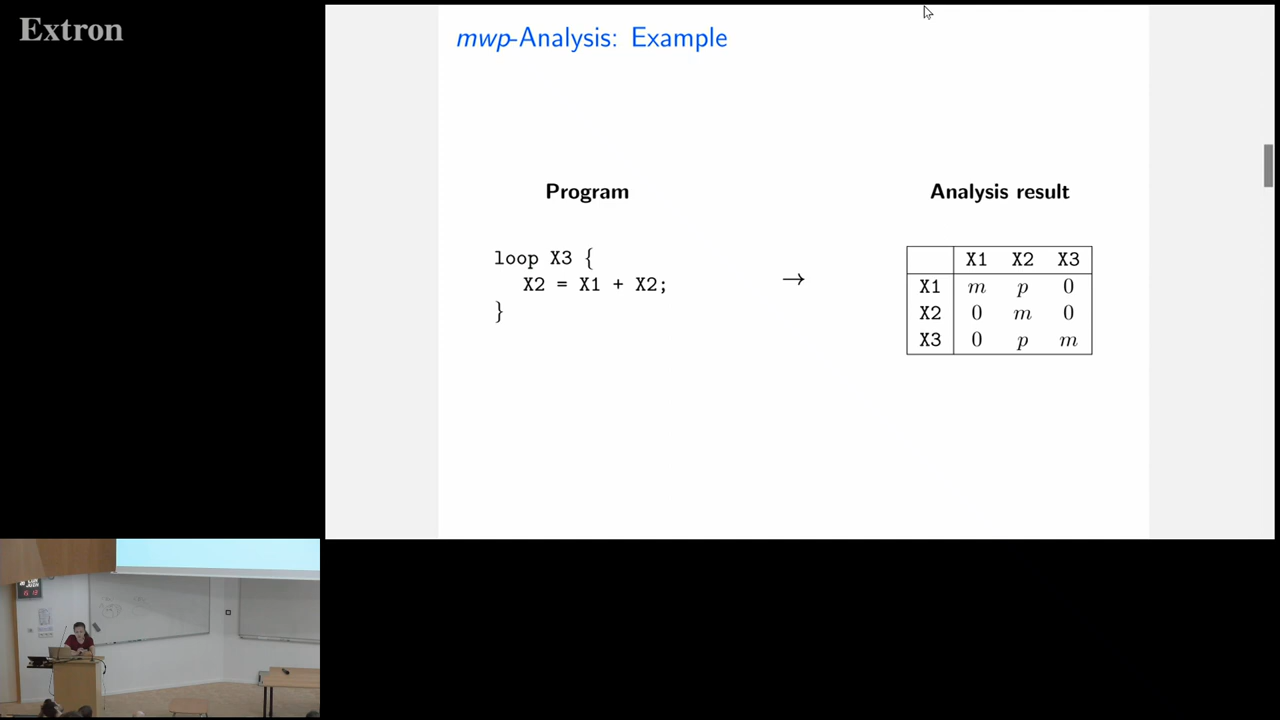 Extron
mwp-Analysis: Example
Program
Analysis result
loop X3 {
X2 = X1 + X2;
}
→
X1 X2 X3
X1 m p 0
X2 0 m 0
X3 0 p m